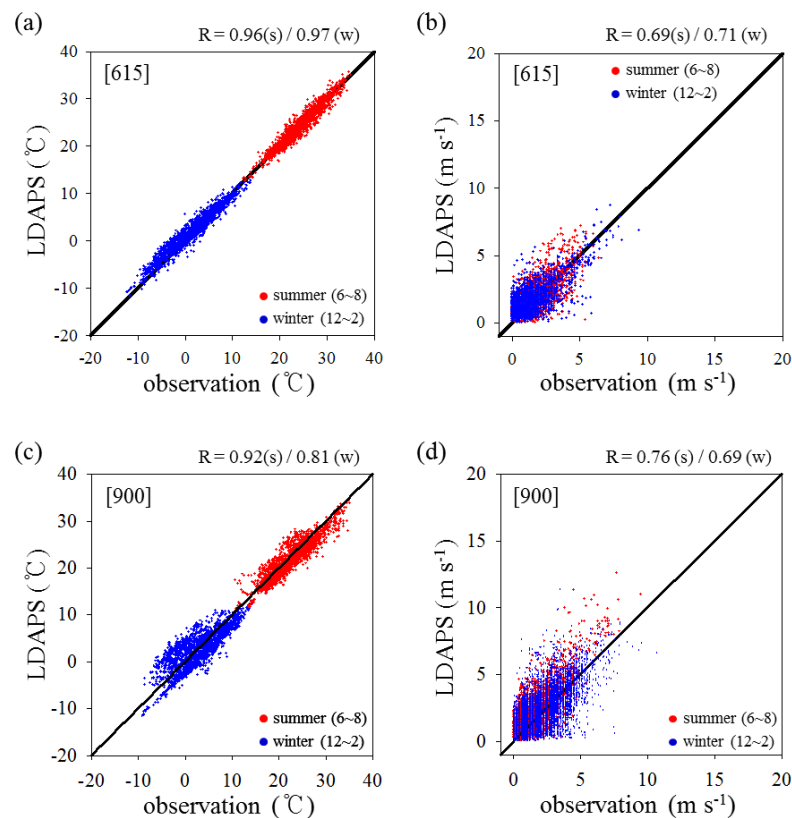 (a)
R = 0.96(s) / 0.97 (w)
[615]
40
30
20
10
0
-10
-20
LDAPS (℃)
summer (6~8)
winter (12~2)
-20 -10 0 10 20 30 40
observation (℃)
(b)
R = 0.69(s) / 0.71 (w)
[615]
summer (6~8)
winter (12~2)
20
15
10
5
0
LDAPS (m s⁻¹)
0 5 10 15 20
observation (m s⁻¹)
(c)
R = 0.92(s) / 0.81 (w)
[900]
40
30
20
10
0
-10
-20
LDAPS (℃)
summer (6~8)
winter (12~2)
-20 -10 0 10 20 30 40
observation (℃)
(d)
R = 0.76 (s) / 0.69 (w)
[900]
20
15
10
5
0
LDAPS (m s⁻¹)
summer (6~8)
winter (12~2)
0 5 10 15 20
observation (m s⁻¹)